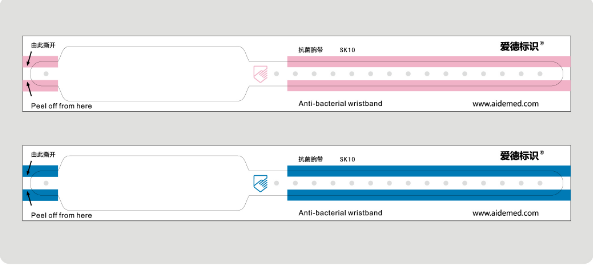 由此撕开
抗菌腕带 SK10
爱德标识®
Peel off from here
Anti-bacterial wristband
www.aidemed.com
由此撕开
抗菌腕带 SK10
爱德标识®
Peel off from here
Anti-bacterial wristband
www.aidemed.com